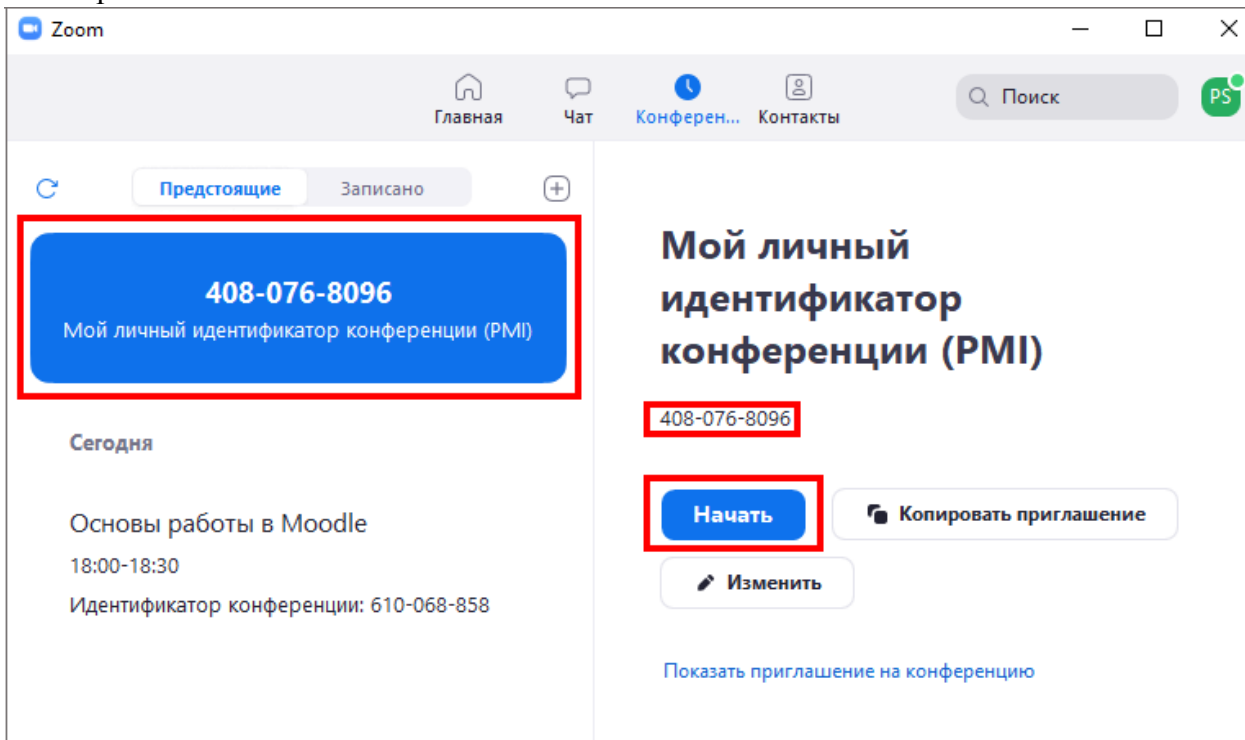 Zoom
Главная
Чат
Конферен...
Контакты
Поиск
PS
Предстоящие
Записано
408-076-8096
Мой личный идентификатор конференции (PMI)
Сегодня
Основы работы в Moodle
18:00-18:30
Идентификатор конференции: 610-068-858
Мой личный
идентификатор
конференции (PMI)
408-076-8096
Начать
Копировать приглашение
Изменить
Показать приглашение на конференцию